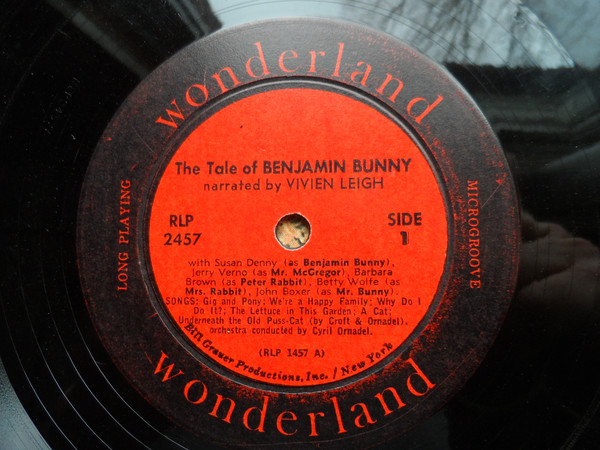 wonderland
The Tale of BENJAMIN BUNNY
narrated by VIVIEN LEIGH
LONG PLAYING
MICROGROOVE
RLP
2457
SIDE
1
with Susan Denny (as Benjamin Bunny),
Jerry Verno (as Mr. McGregor), Barbara
Brown (as Peter Rabbit), Betty Wolfe (as
Mrs. Rabbit), John Boxer (as Mr. Bunny).
SONGS: Gig and Pony; We're a Happy Family; Why Do I
Do It?; The Lettuce in This Garden; A Cat;
Underneath the Old Puss-Cat (by Croft & Ornadel).
orchestra conducted by Cyril Ornadel.
(RLP 1457 A)
Bill Grauer Productions, Inc. / New York
wonderland